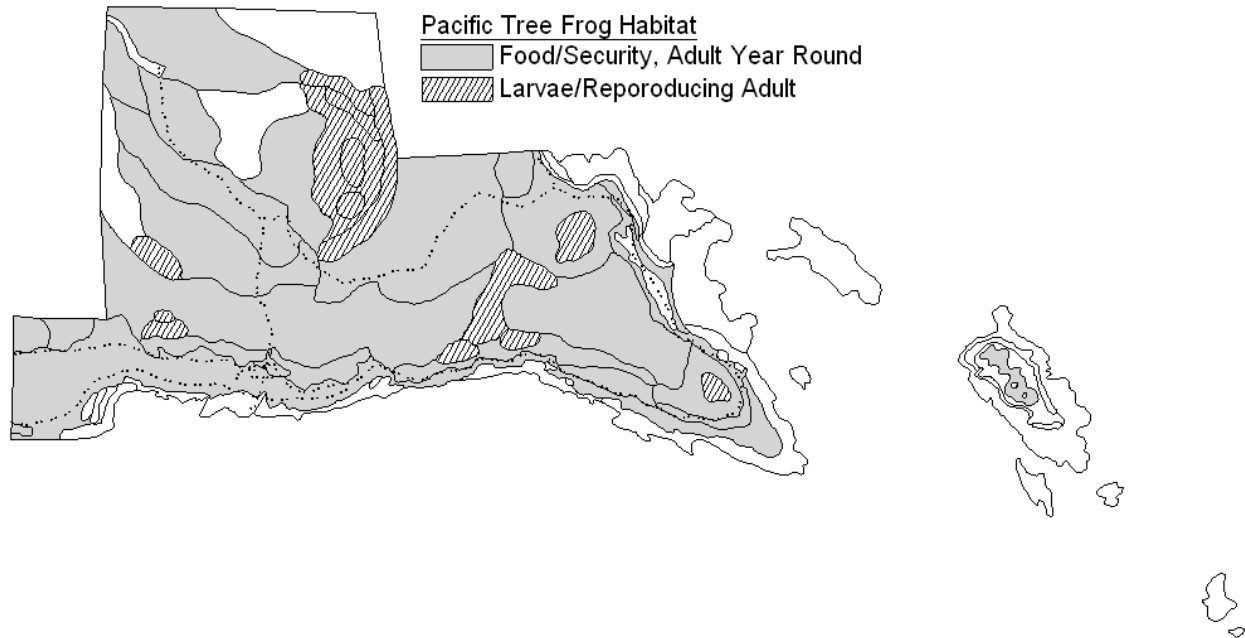 Pacific Tree Frog Habitat
Food/Security, Adult Year Round
Larvae/Reporoducing Adult